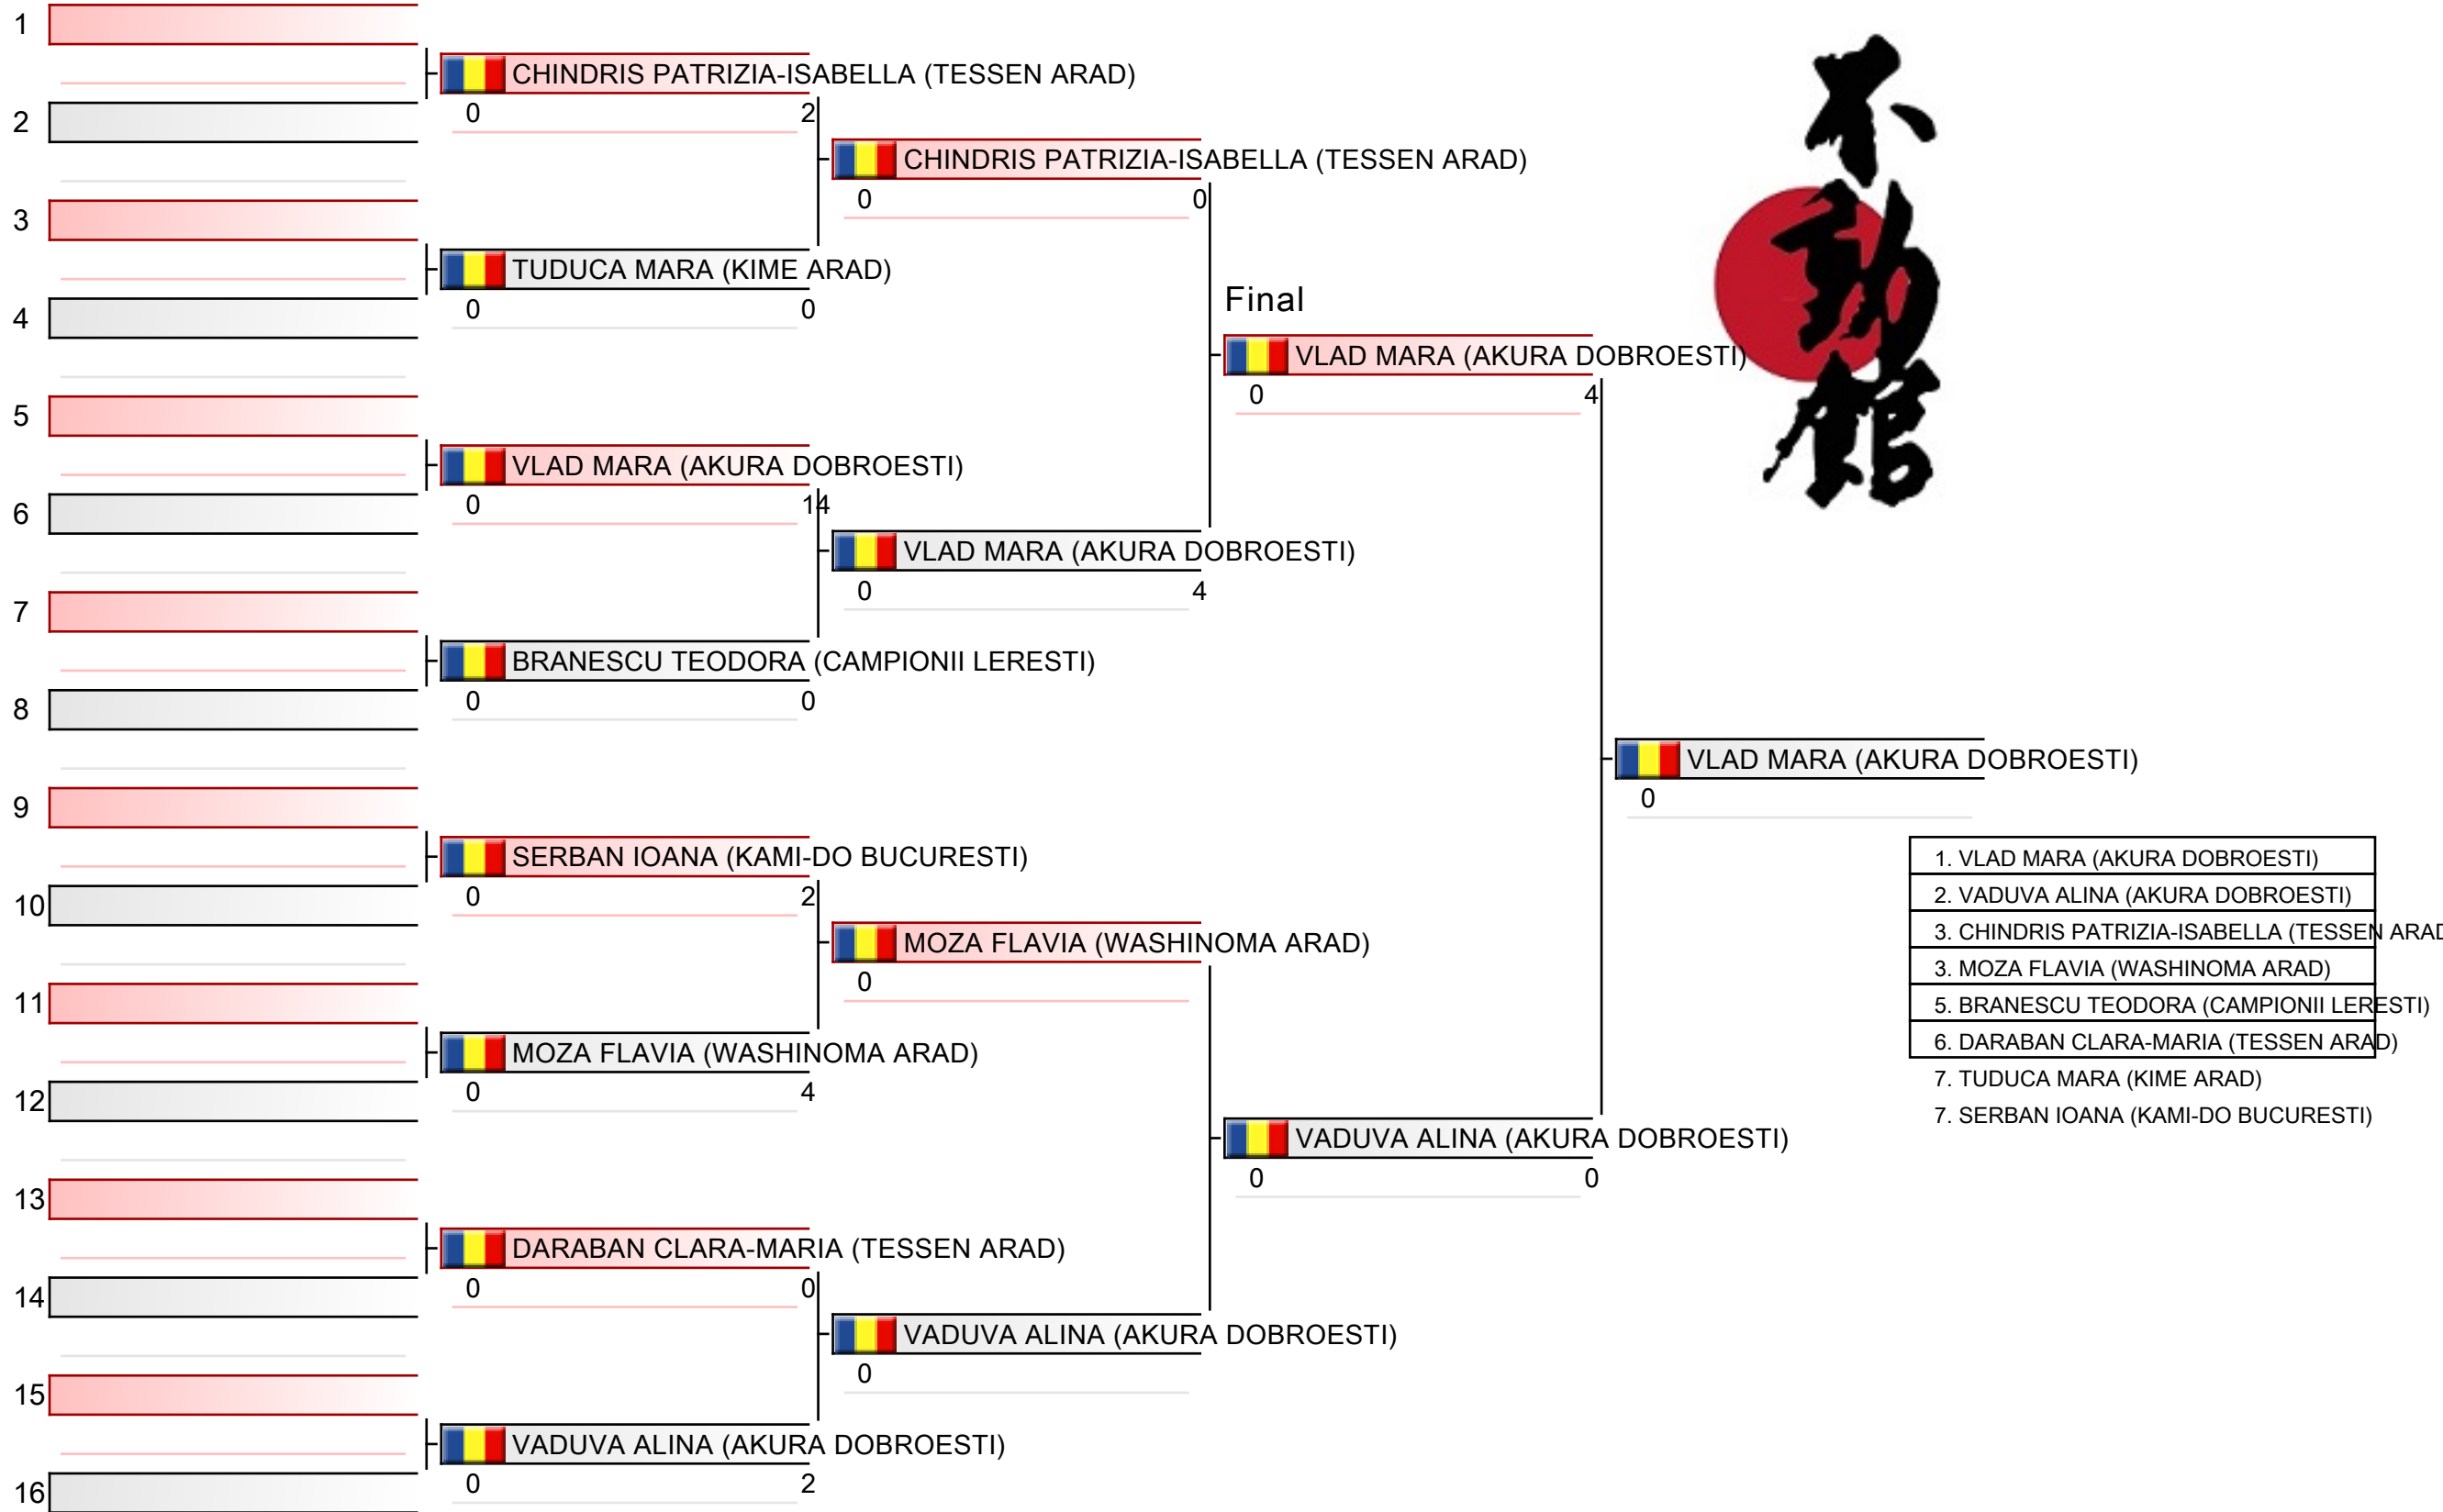 1
CHINDRIS PATRIZIA-ISABELLA (TESSEN ARAD)
0 2
2
CHINDRIS PATRIZIA-ISABELLA (TESSEN ARAD)
0 0
3
TUDUCA MARA (KIME ARAD)
0 0
4
Final
VLAD MARA (AKURA DOBROESTI)
0 4
5
VLAD MARA (AKURA DOBROESTI)
0 14
6
VLAD MARA (AKURA DOBROESTI)
0 4
7
BRANESCU TEODORA (CAMPIONII LERESTI)
0 0
8
VLAD MARA (AKURA DOBROESTI)
0
9
SERBAN IOANA (KAMI-DO BUCURESTI)
0 2
10
MOZA FLAVIA (WASHINOMA ARAD)
0
11
MOZA FLAVIA (WASHINOMA ARAD)
0 4
12
VADUVA ALINA (AKURA DOBROESTI)
0 0
13
DARABAN CLARA-MARIA (TESSEN ARAD)
0 0
14
VADUVA ALINA (AKURA DOBROESTI)
0
15
VADUVA ALINA (AKURA DOBROESTI)
0 2
16
1. VLAD MARA (AKURA DOBROESTI)
2. VADUVA ALINA (AKURA DOBROESTI)
3. CHINDRIS PATRIZIA-ISABELLA (TESSEN ARAD
3. MOZA FLAVIA (WASHINOMA ARAD)
5. BRANESCU TEODORA (CAMPIONII LERESTI)
6. DARABAN CLARA-MARIA (TESSEN ARAD)
7. TUDUCA MARA (KIME ARAD)
7. SERBAN IOANA (KAMI-DO BUCURESTI)
不動館